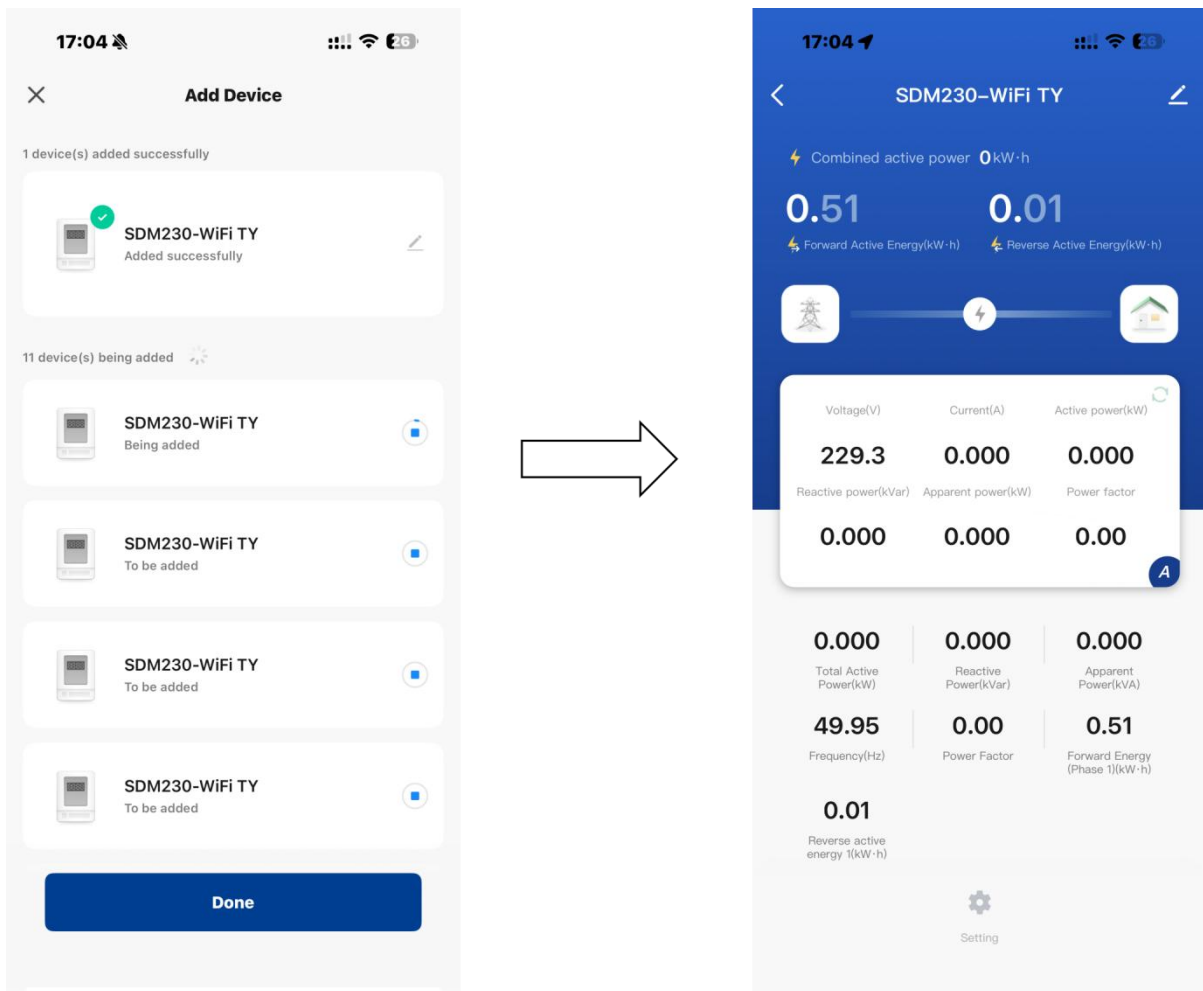 17:04
26
Add Device
1 device(s) added successfully
SDM230-WiFi TY
Added successfully
11 device(s) being added
SDM230-WiFi TY
Being added
SDM230-WiFi TY
To be added
SDM230-WiFi TY
To be added
SDM230-WiFi TY
To be added
Done
17:04
26
SDM230-WiFi TY
Combined active power 0kW·h
0.51 0.01
Forward Active Energy(kW·h) Reverse Active Energy(kW·h)
Voltage(V) Current(A) Active power(kW)
229.3 0.000 0.000
Reactive power(kVar) Apparent power(kW) Power factor
0.000 0.000 0.00
A
0.000 0.000 0.000
Total Active Reactive Apparent
Power(kW) Power(kVar) Power(kVA)
49.95 0.00 0.51
Frequency(Hz) Power Factor Forward Energy
(Phase 1)(kW·h)
0.01
Reverse active
energy 1(kW·h)
Setting